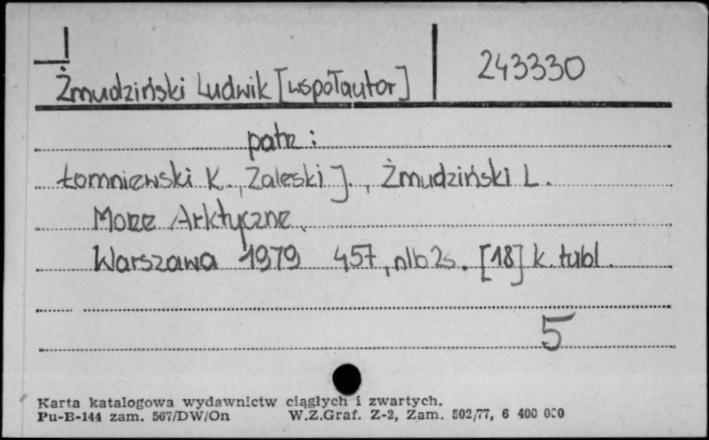 Żmudziński Ludwik [współautor] 243330
patrz:
Łomniewski K., Zaleski J., Żmudziński L.
Morze Arktyczne.
Warszawa 1979 457, nlb 2s. [18] k. tabl.
5
Karta katalogowa wydawnictw ciągłych i zwartych.
Pu-B-144 zam. 567/DW/On W.Z.Graf. Z-2, Zam. 502/77, 6 400 000